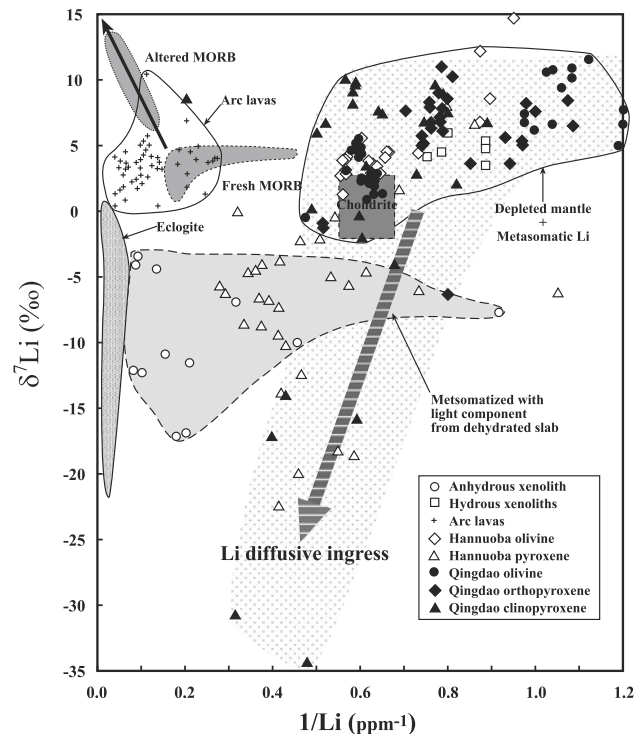 15
10
5
0
-5
-10
-15
-20
-25
-30
-35
δ⁷Li (‰)
Altered MORB
Arc lavas
Fresh MORB
Eclogite
Chondrite
Depleted mantle
+
Metasomatic Li
Metsomatized with
light component
from dehydrated slab
Li diffusive ingress
Anhydrous xenolith
Hydrous xenoliths
Arc lavas
Hannuoba olivine
Hannuoba pyroxene
Qingdao olivine
Qingdao orthopyroxene
Qingdao clinopyroxene
0.0 0.2 0.4 0.6 0.8 1.0 1.2
1/Li (ppm⁻¹)